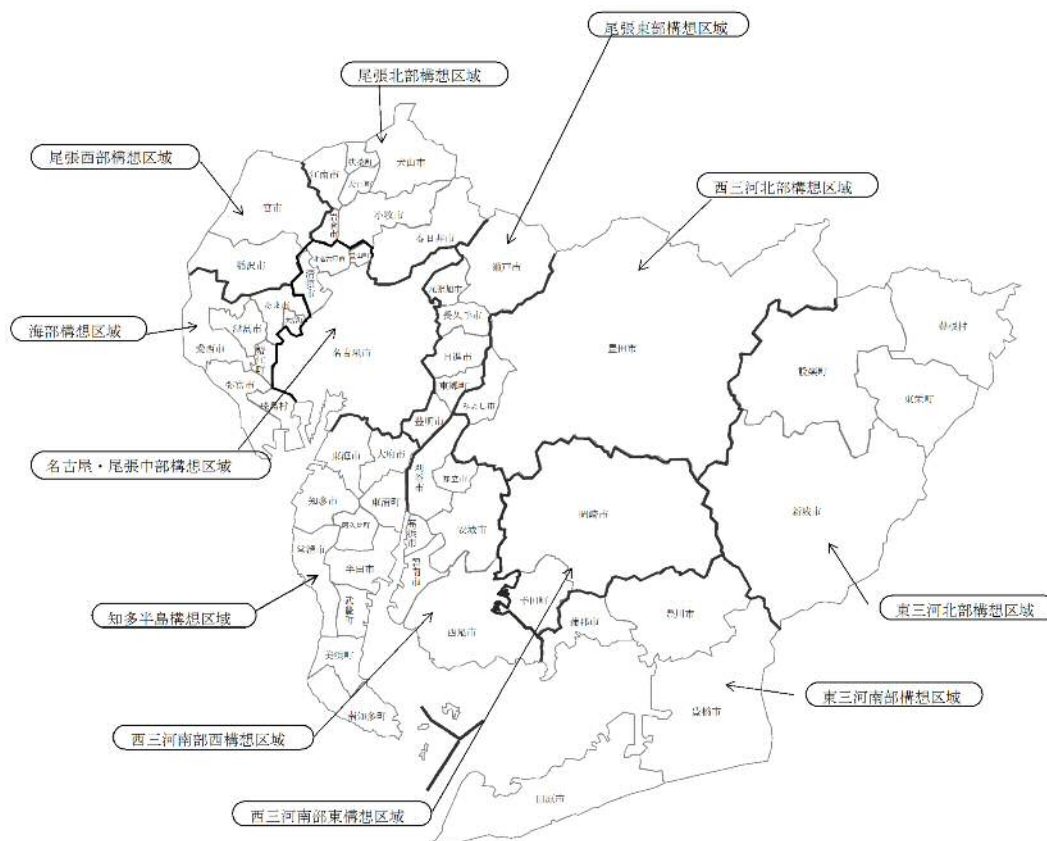 尾張東部構想区域
尾張北部構想区域
尾張西部構想区域
西三河北部構想区域
海部構想区域
名古屋・尾張中部構想区域
知多半島構想区域
西三河南部西構想区域
西三河南部東構想区域
東三河北部構想区域
東三河南部構想区域
犬山市
江南市
小牧市
春日井市
瀬戸市
稲沢市
長久手市
日進市
東郷町
みよし市
豊明市
名古屋市
愛西市
弥富市
豊田市
設楽町
豊根村
東栄町
新城市
東海市
大府市
知多市
東浦町
常滑市
半田市
武豊町
美浜町
南知多町
刈谷市
知立市
安城市
高浜市
岡崎市
幸田町
西尾市
蒲郡市
豊川市
豊橋市
田原市